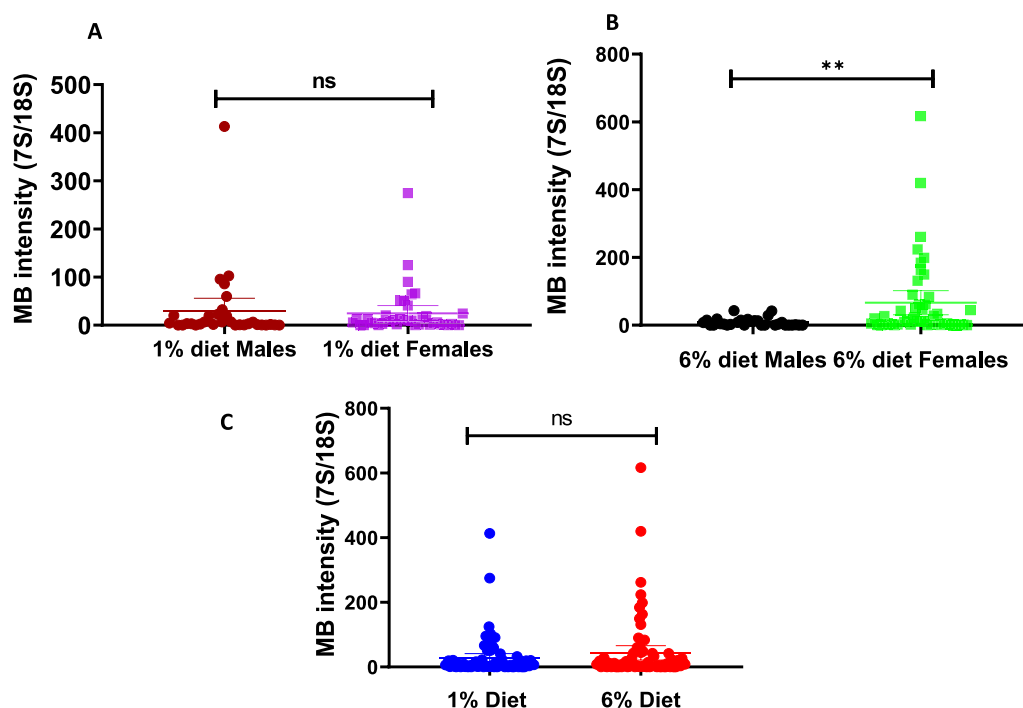 A
MB intensity (7S/18S)
500
400
300
200
100
0
ns
1% diet Males
1% diet Females
B
MB intensity (7S/18S)
800
600
400
200
0
**
6% diet Males
6% diet Females
C
MB intensity (7S/18S)
800
600
400
200
0
ns
1% Diet
6% Diet